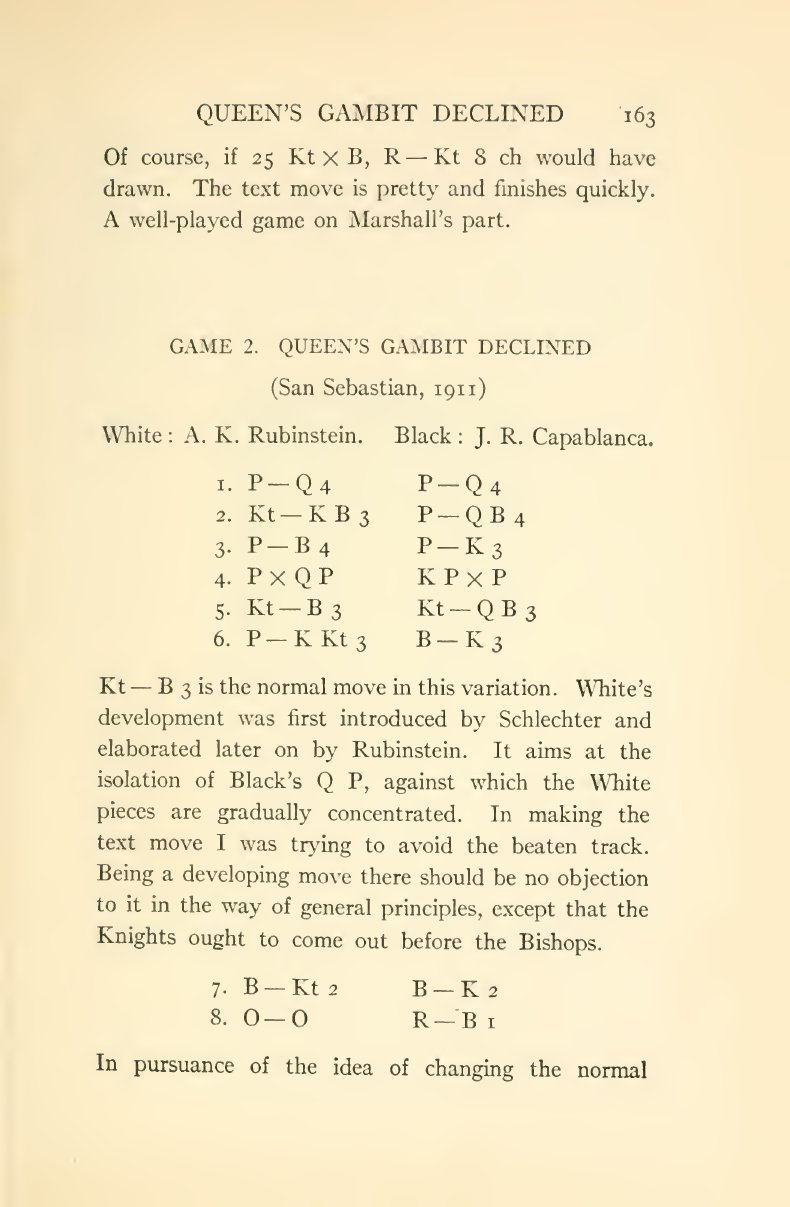 QUEEN'S GAMBIT DECLINED 163
Of course, if 25 Kt × B, R — Kt 8 ch would have
drawn. The text move is pretty and finishes quickly.
A well-played game on Marshall's part.
GAME 2. QUEEN'S GAMBIT DECLINED
(San Sebastian, 1911)
White : A. K. Rubinstein. Black : J. R. Capablanca.
1. P — Q 4 P — Q 4
2. Kt — K B 3 P — Q B 4
3. P — B 4 P — K 3
4. P × Q P K P × P
5. Kt — B 3 Kt — Q B 3
6. P — K Kt 3 B — K 3
Kt — B 3 is the normal move in this variation. White's
development was first introduced by Schlechter and
elaborated later on by Rubinstein. It aims at the
isolation of Black's Q P, against which the White
pieces are gradually concentrated. In making the
text move I was trying to avoid the beaten track.
Being a developing move there should be no objection
to it in the way of general principles, except that the
Knights ought to come out before the Bishops.
7. B — Kt 2 B — K 2
8. O — O R — B 1
In pursuance of the idea of changing the normal